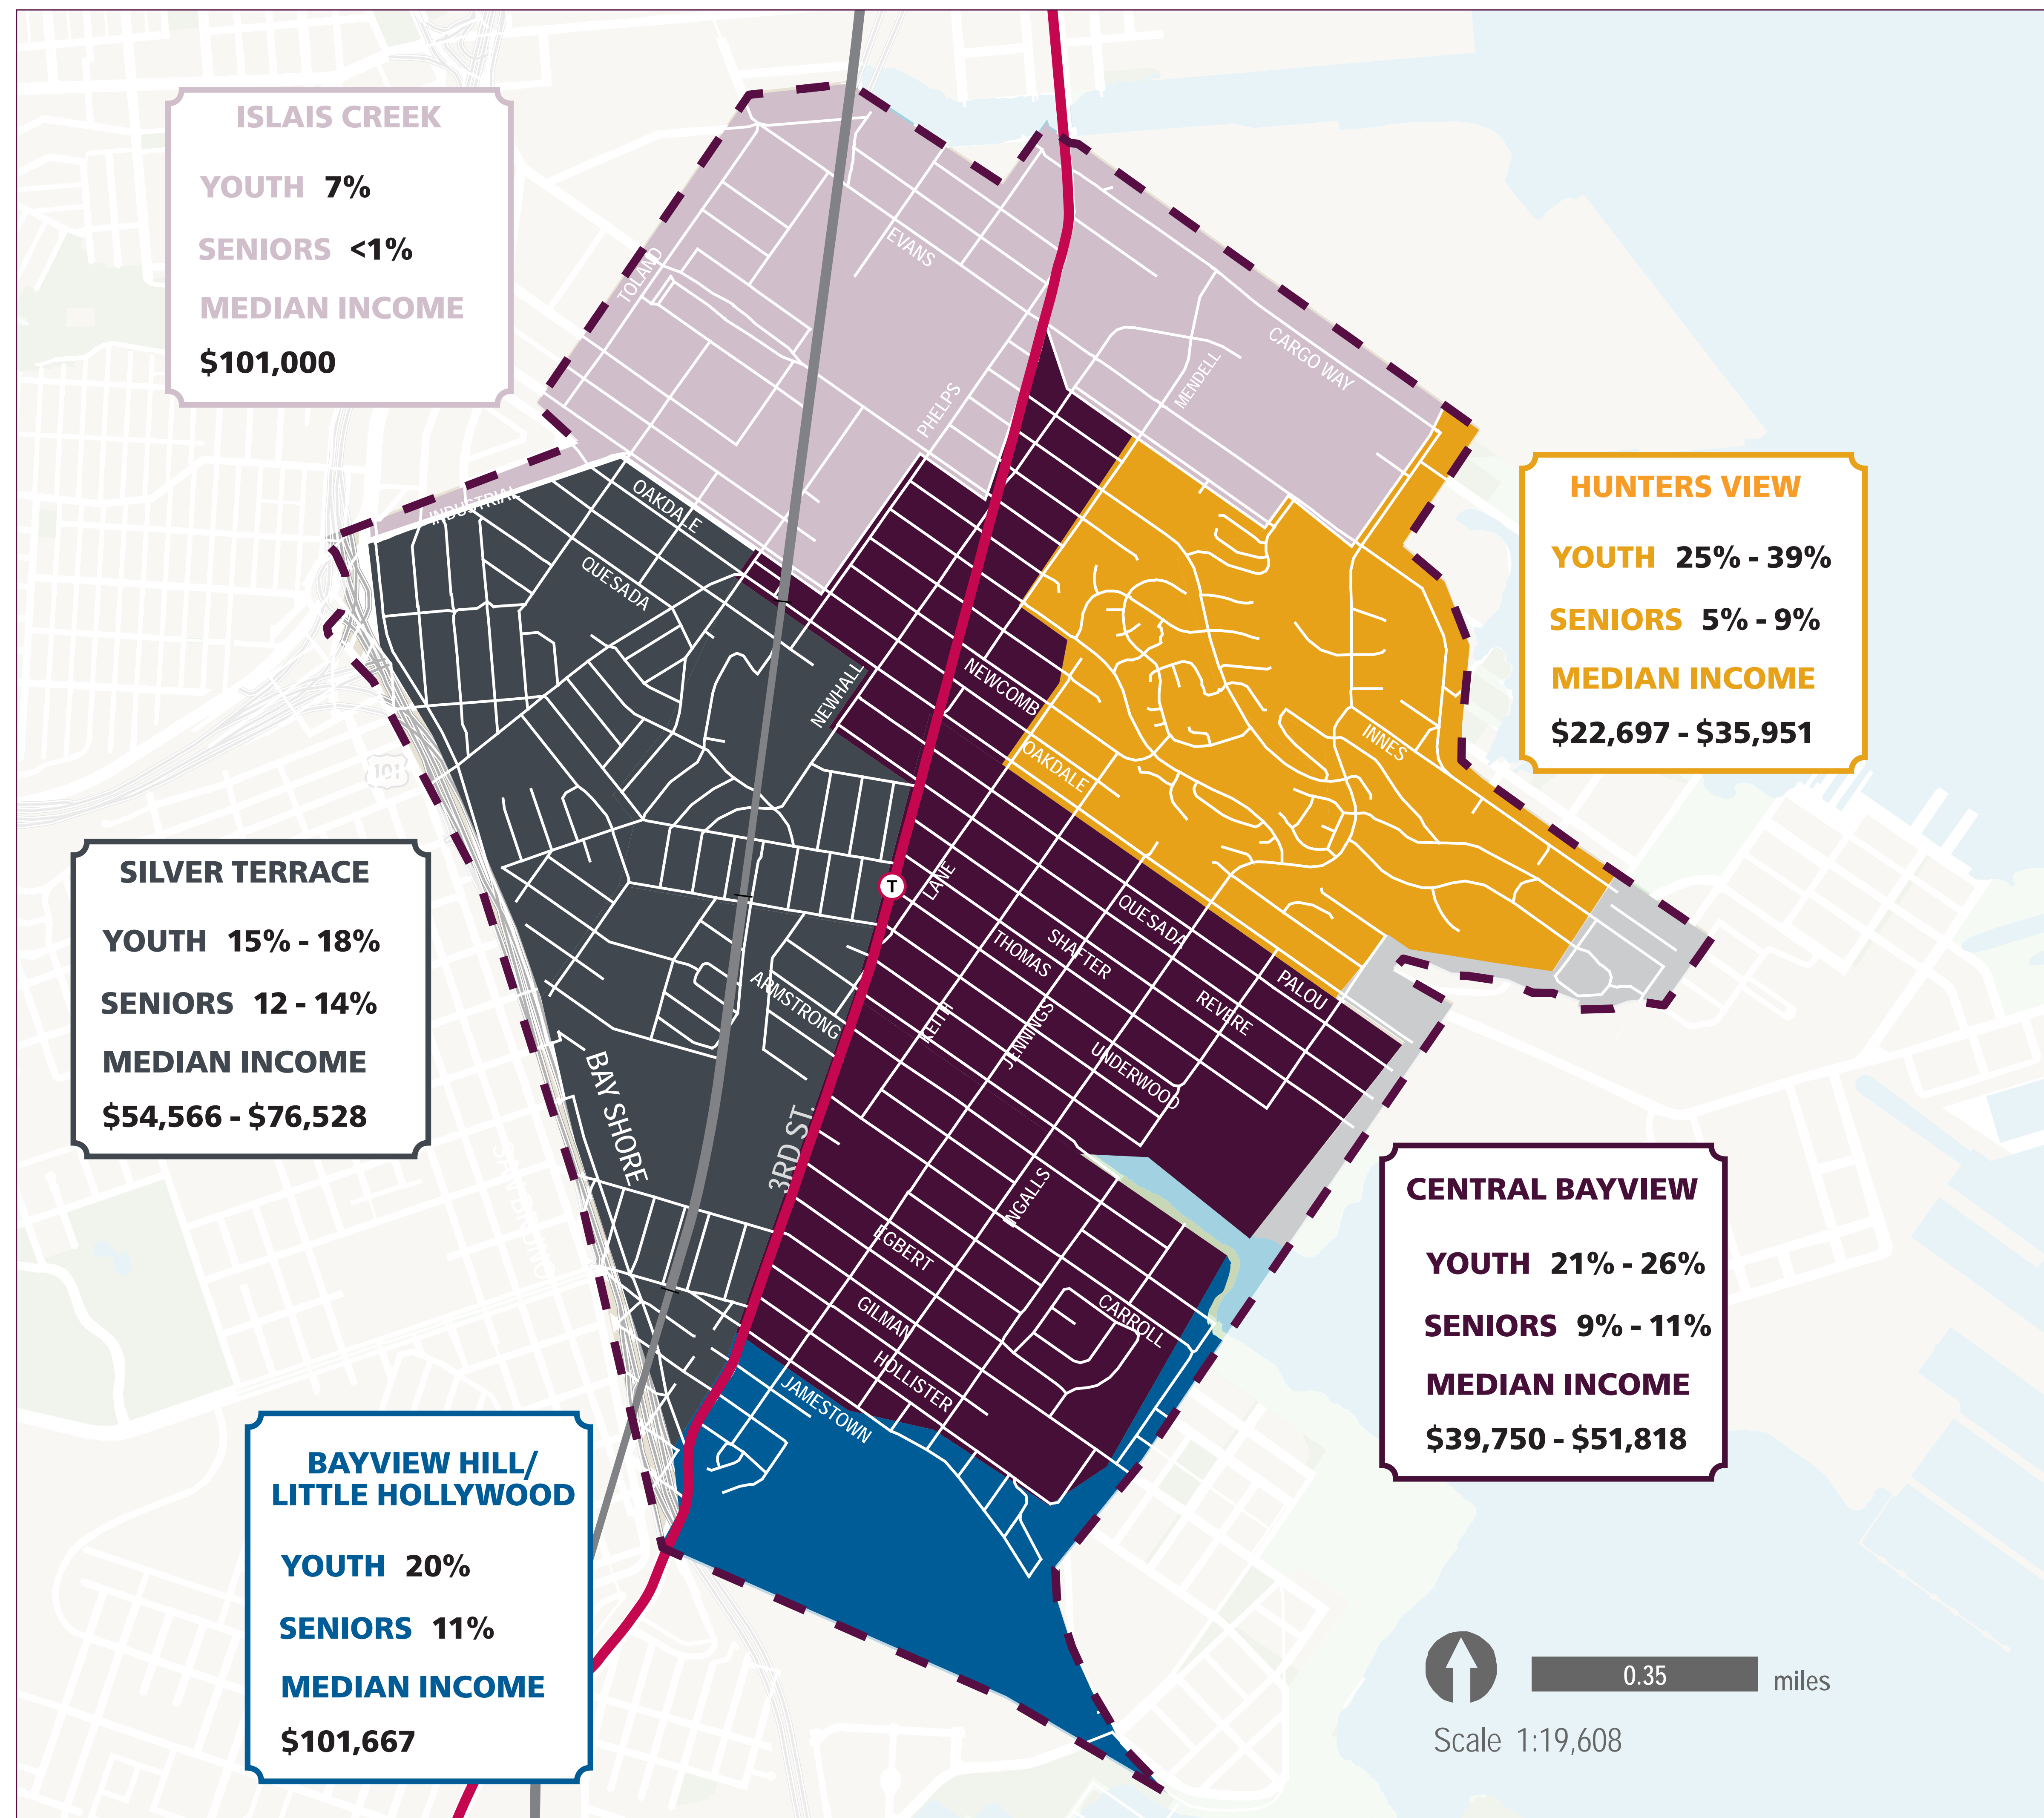 ISLAIS CREEK
YOUTH 7%
SENIORS <1%
MEDIAN INCOME
$101,000
HUNTERS VIEW
YOUTH 25% - 39%
SENIORS 5% - 9%
MEDIAN INCOME
$22,697 - $35,951
SILVER TERRACE
YOUTH 15% - 18%
SENIORS 12 - 14%
MEDIAN INCOME
$54,566 - $76,528
CENTRAL BAYVIEW
YOUTH 21% - 26%
SENIORS 9% - 11%
MEDIAN INCOME
$39,750 - $51,818
BAYVIEW HILL/
LITTLE HOLLYWOOD
YOUTH 20%
SENIORS 11%
MEDIAN INCOME
$101,667
TOLAND
EVANS
CARGO WAY
MENDELL
PHELPS
INDUSTRIAL
OAKDALE
QUESADA
NEWHALL
NEWCOMB
OAKDALE
INNES
101
T
LANE
QUESADA
SHAFTER
THOMAS
PALOU
REVERE
ARMSTRONG
KEITH
JENNINGS
UNDERWOOD
BAY SHORE
3RD ST.
SAN BRUNO
INGALLS
EGBERT
GILMAN
CARROLL
HOLLISTER
JAMESTOWN
0.35
miles
Scale 1:19,608